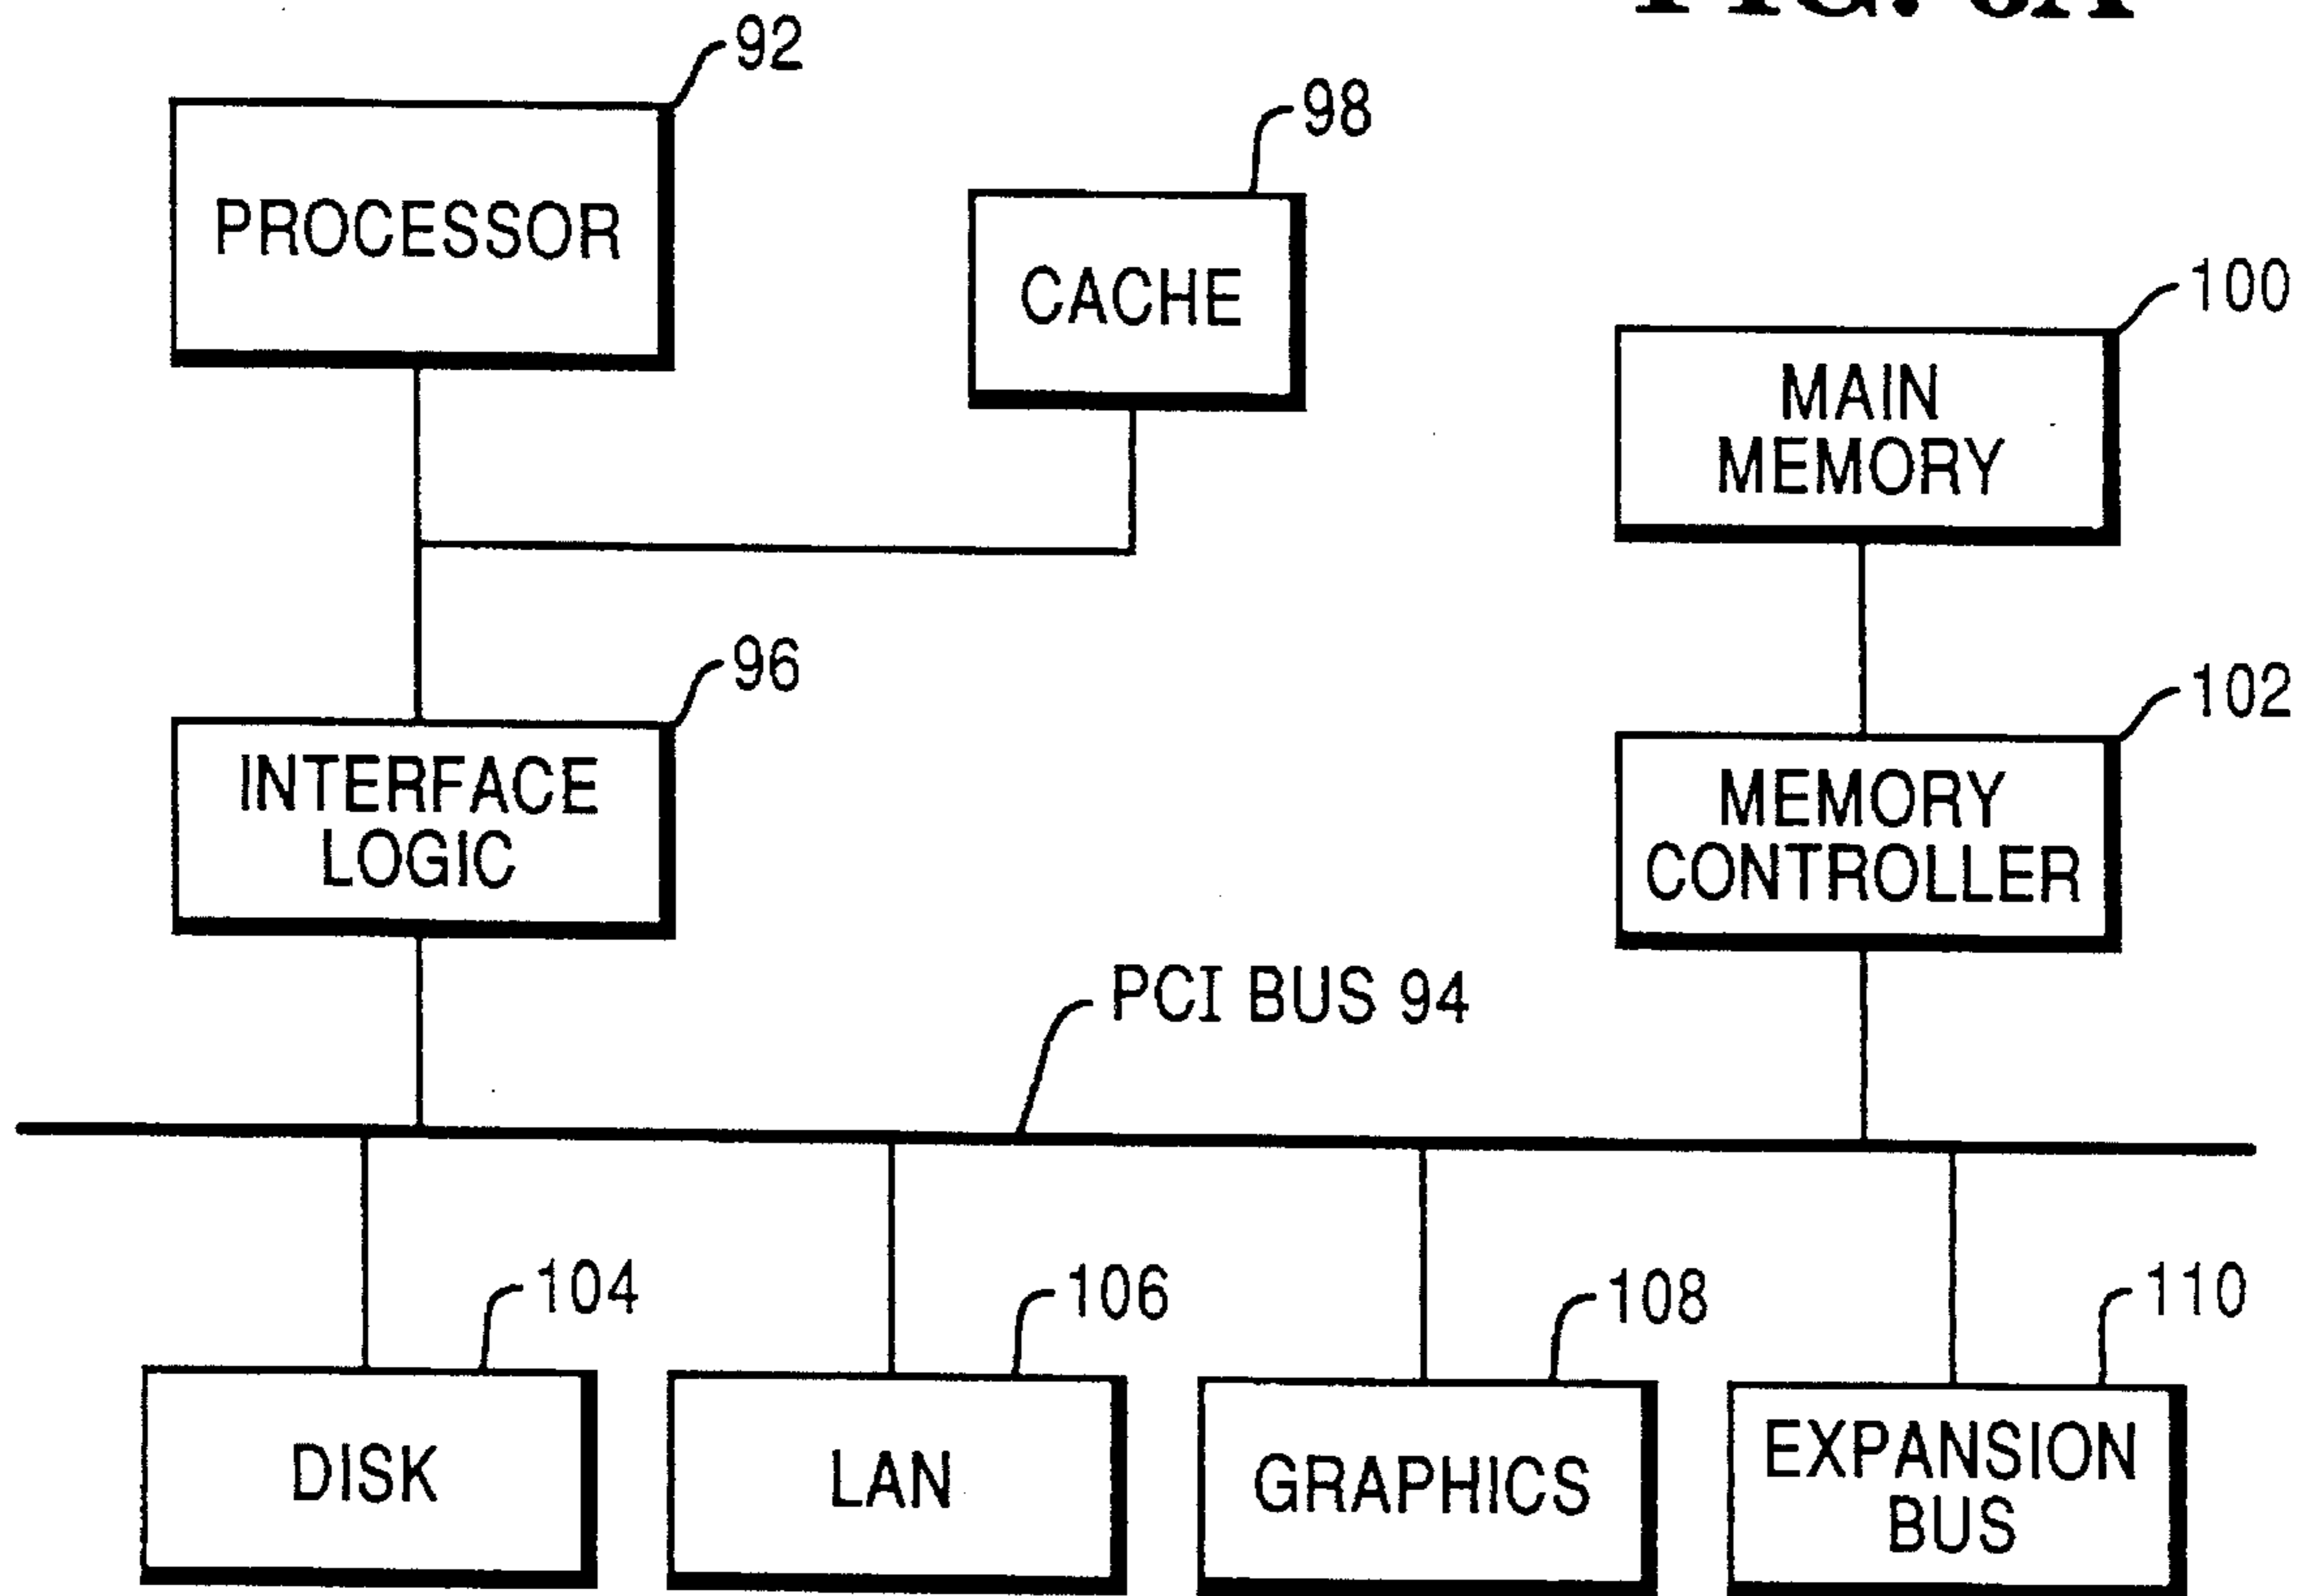 92
98
PROCESSOR
CACHE
100
MAIN
MEMORY
96
102
INTERFACE
LOGIC
MEMORY
CONTROLLER
PCI BUS 94
104
106
108
110
DISK
LAN
GRAPHICS
EXPANSION
BUS